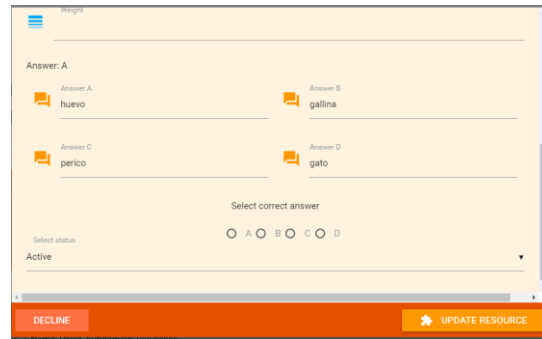 Weight
Answer: A
Answer A
huevo
Answer B
gallina
Answer C
perico
Answer D
gato
Select correct answer
A B C D
Select status
Active
DECLINE
UPDATE RESOURCE